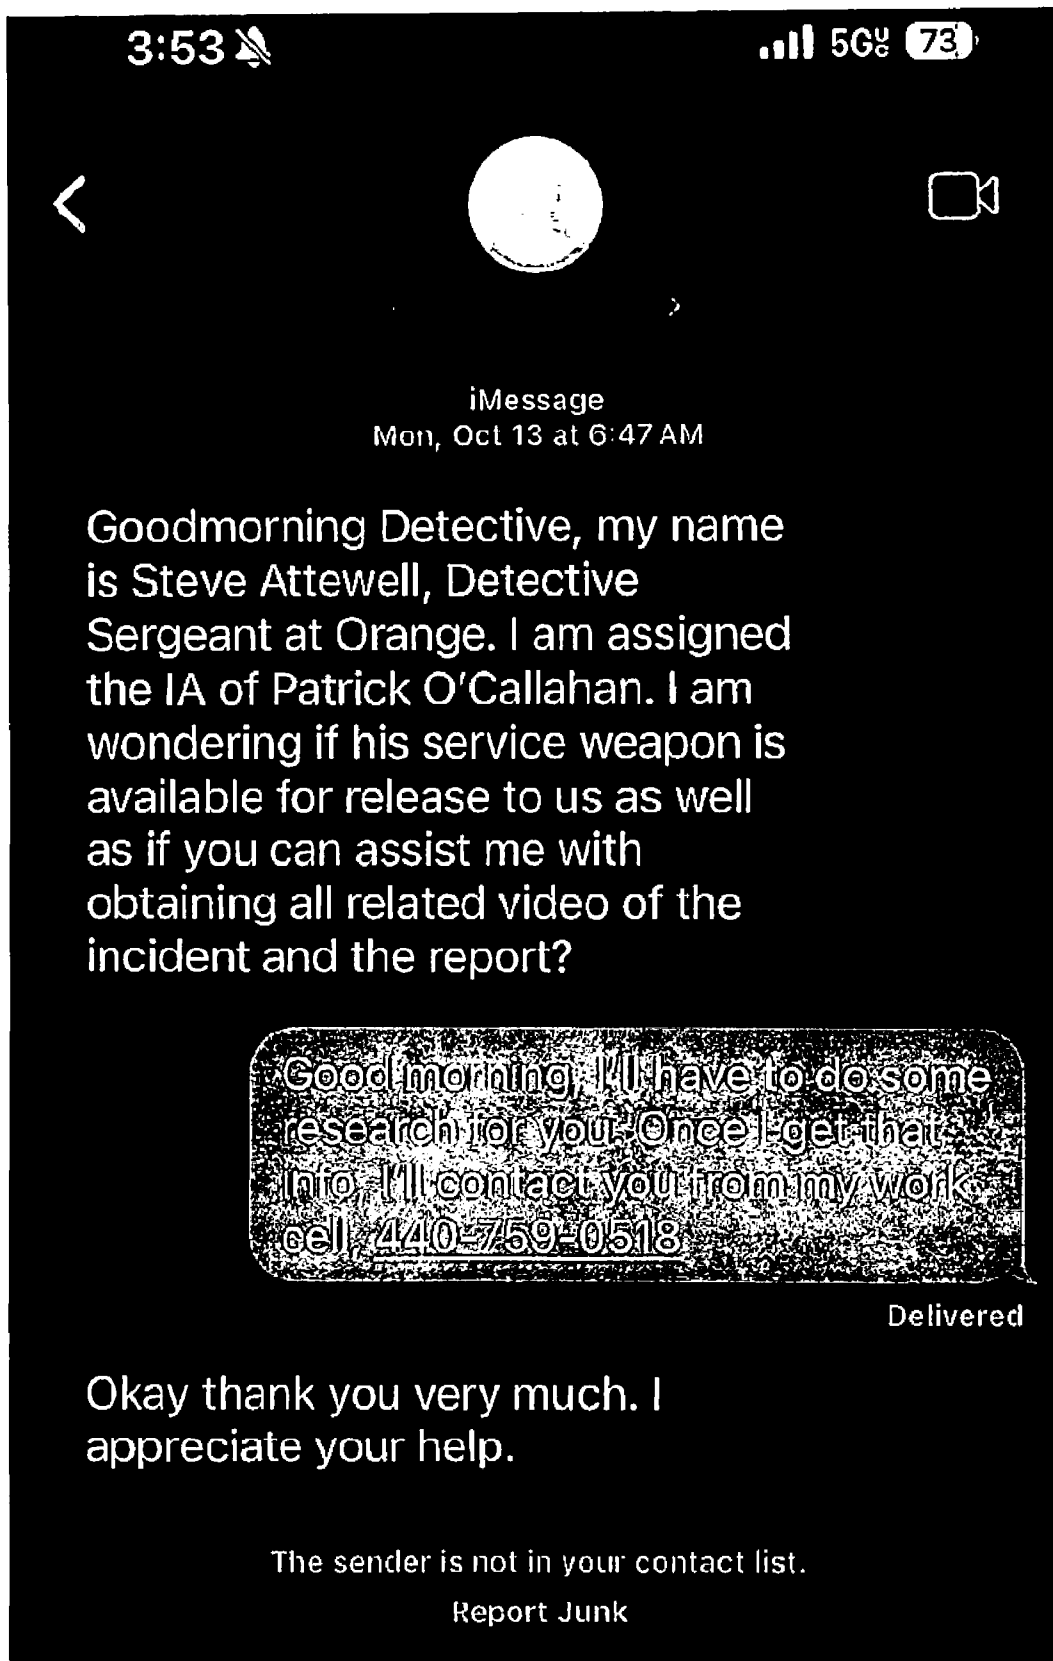 3:53
5G
73
iMessage
Mon, Oct 13 at 6:47 AM
Goodmorning Detective, my name
is Steve Attewell, Detective
Sergeant at Orange. I am assigned
the IA of Patrick O'Callahan. I am
wondering if his service weapon is
available for release to us as well
as if you can assist me with
obtaining all related video of the
incident and the report?
Good morning, I'll have to do some
research for you. Once I get that
info, I'll contact you from my work
cell, 440-759-0518
Delivered
Okay thank you very much. I
appreciate your help.
The sender is not in your contact list.
Report Junk